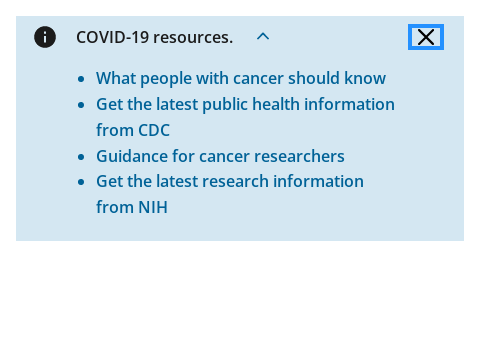 COVID-19 resources.
What people with cancer should know
Get the latest public health information
from CDC
Guidance for cancer researchers
Get the latest research information
from NIH